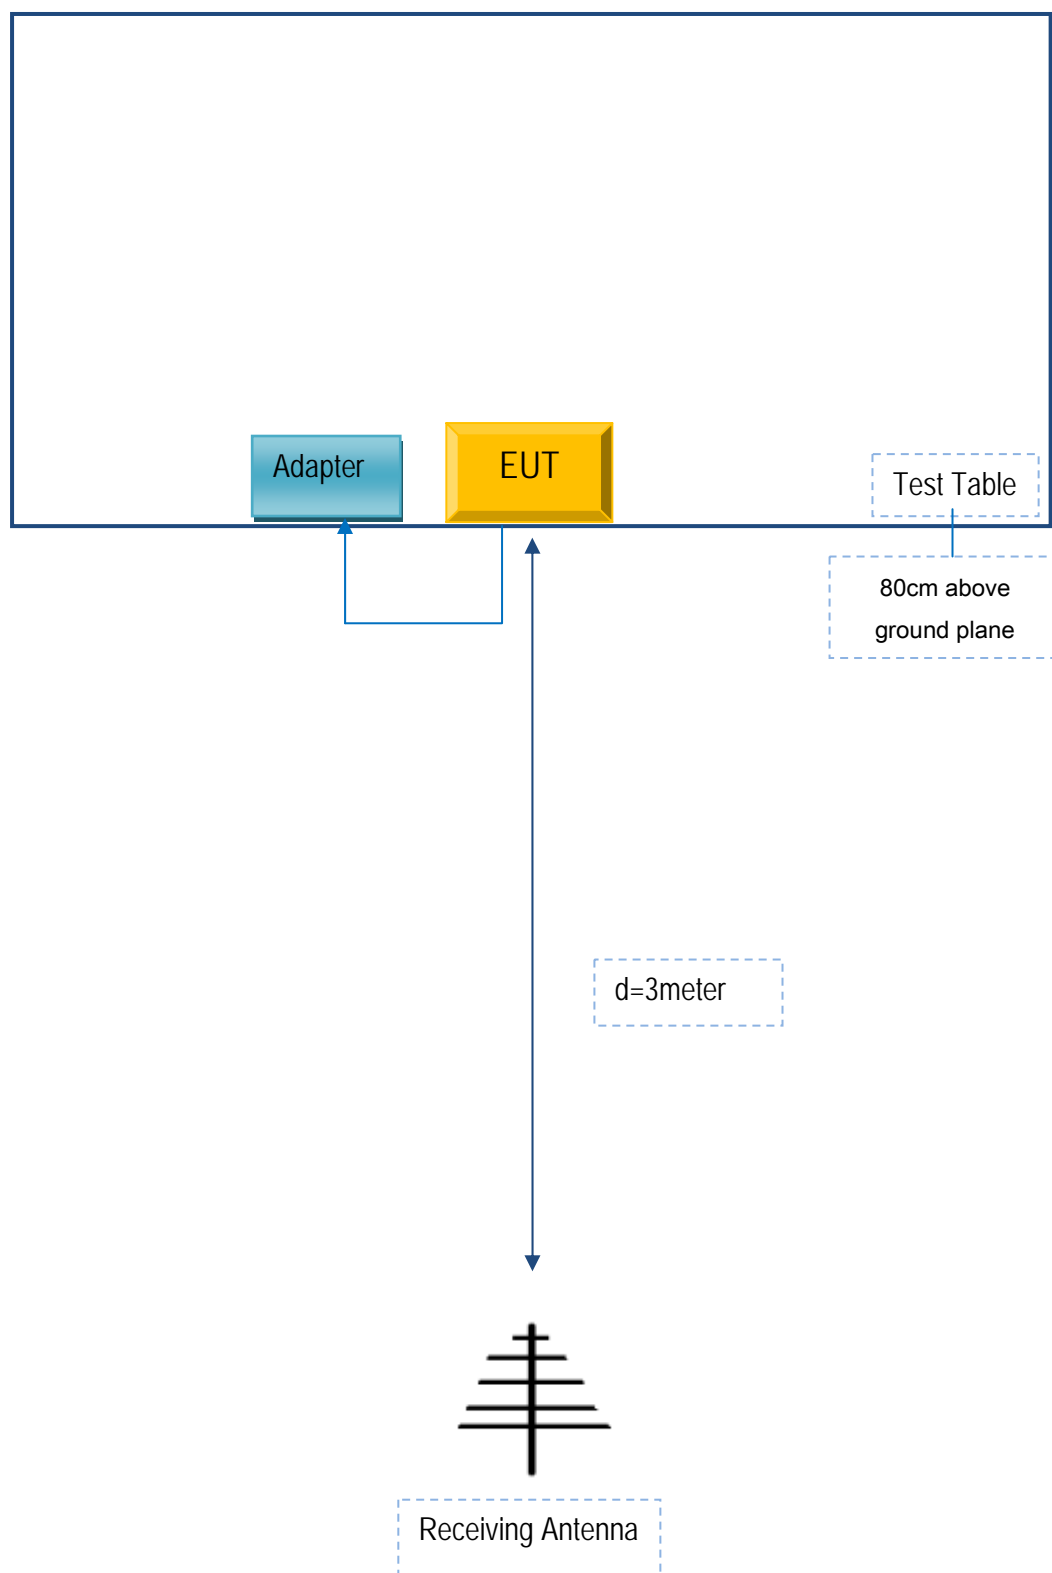 Adapter
EUT
Test Table
80cm above
ground plane
d=3meter
Receiving Antenna